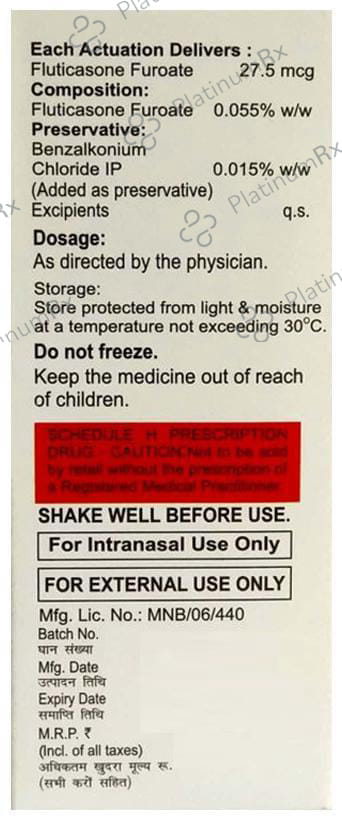 Each Actuation Delivers :
Fluticasone Furoate 27.5 mcg
Composition:
Fluticasone Furoate 0.055% w/w
Preservative:
Benzalkonium
Chloride IP 0.015% w/w
(Added as preservative)
Excipients q.s.
Dosage:
As directed by the physician.
Storage:
Store protected from light & moisture
at a temperature not exceeding 30°C.
Do not freeze.
Keep the medicine out of reach
of children.
SCHEDULE H PRESCRIPTION
DRUG - CAUTION:Not to be sold
by retail without the prescription of
a Registered Medical Practitioner.
SHAKE WELL BEFORE USE.
For Intranasal Use Only
FOR EXTERNAL USE ONLY
Mfg. Lic. No.: MNB/06/440
Batch No.
घान संख्या
Mfg. Date
उत्पादन तिथि
Expiry Date
समाप्ति तिथि
M.R.P. ₹
(Incl. of all taxes)
अधिकतम खुदरा मूल्य रू.
(सभी करों सहित)
PlatinumRx